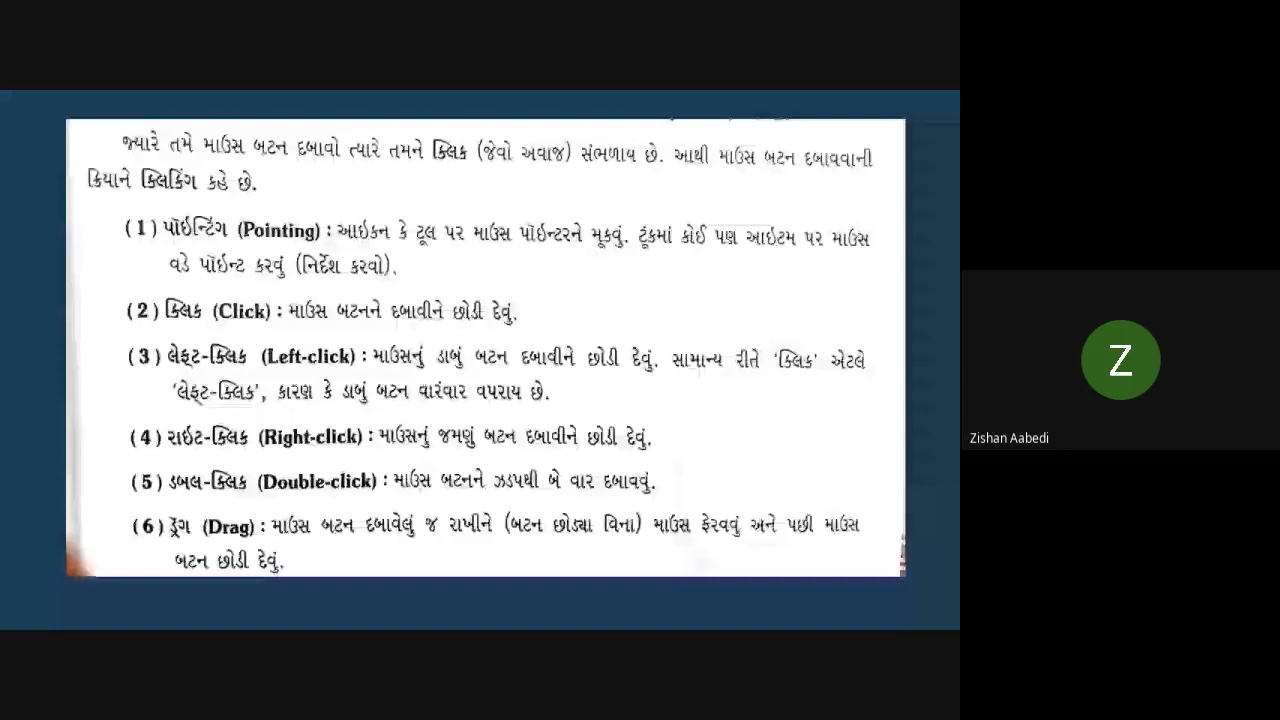 જ્યારે તમે માઉસ બટન દબાવો ત્યારે તમને ક્લિક (જેવો અવાજ) સંભળાય છે. આથી માઉસ બટન દબાવવાની
ક્રિયાને ક્લિકિંગ કહે છે.
(1) પૉઇન્ટિંગ (Pointing) : આઇકન કે ટૂલ પર માઉસ પૉઇન્ટરને મૂકવું. ટૂંકમાં કોઈ પણ આઇટમ પર માઉસ
વડે પૉઇન્ટ કરવું (નિર્દેશ કરવો).
(2) ક્લિક (Click) : માઉસ બટનને દબાવીને છોડી દેવું.
(3) લેફ્ટ-ક્લિક (Left-click) : માઉસનું ડાબું બટન દબાવીને છોડી દેવું. સામાન્ય રીતે ‘ક્લિક’ એટલે
‘લેફ્ટ-ક્લિક’, કારણ કે ડાબું બટન વારંવાર વપરાય છે.
(4) રાઇટ-ક્લિક (Right-click) : માઉસનું જમણું બટન દબાવીને છોડી દેવું.
(5) ડબલ-ક્લિક (Double-click) : માઉસ બટનને ઝડપથી બે વાર દબાવવું.
(6) ડ્રૅગ (Drag) : માઉસ બટન દબાવેલું જ રાખીને (બટન છોડ્યા વિના) માઉસ ફેરવવું અને પછી માઉસ
બટન છોડી દેવું.
Z
Zishan Aabedi